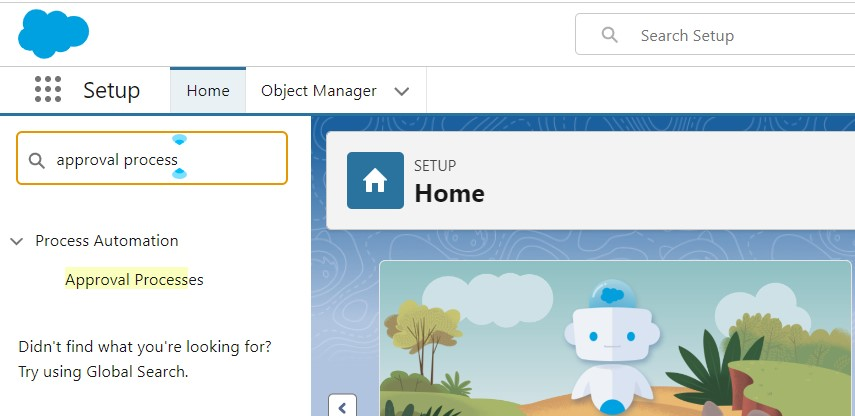 Search Setup
Setup
Home
Object Manager
approval process
SETUP
Home
Process Automation
Approval Processes
Didn't find what you're looking for?
Try using Global Search.